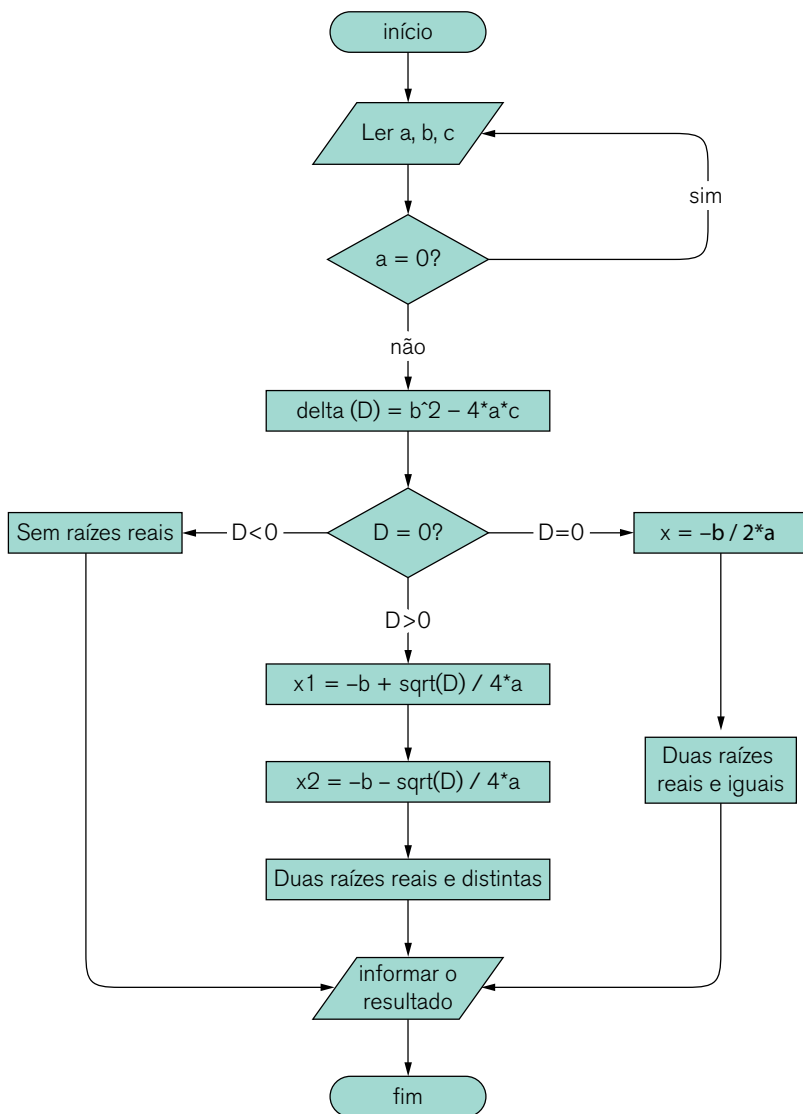 início
Ler a, b, c
sim
a = 0?
não
delta (D) = b^2 – 4*a*c
Sem raízes reais
D<0
D = 0?
D=0
x = –b / 2*a
D>0
x1 = –b + sqrt(D) / 4*a
x2 = –b – sqrt(D) / 4*a
Duas raízes
reais e iguais
Duas raízes reais e distintas
informar o
resultado
fim